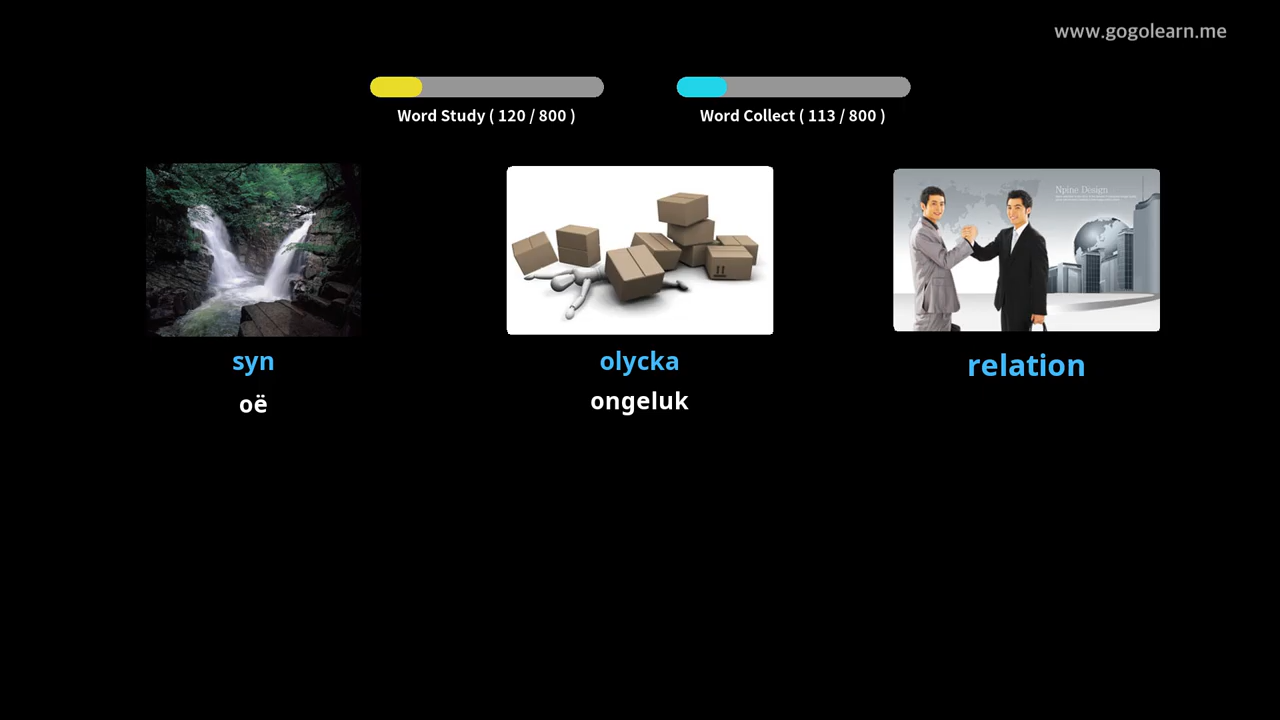 www.gogolearn.me
Word Study ( 120 / 800 )
Word Collect ( 113 / 800 )
Npine Design
syn
oë
olycka
ongeluk
relation